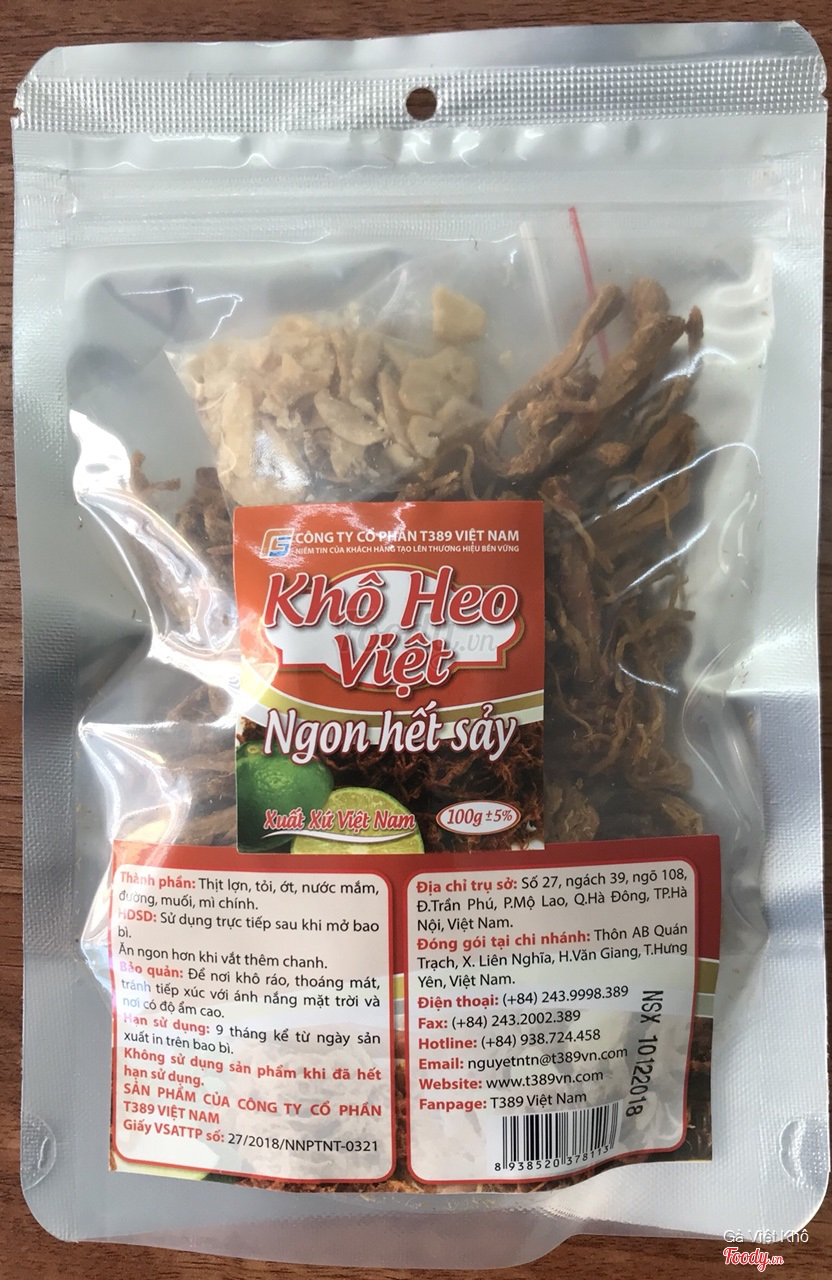 CÔNG TY CỔ PHẦN T389 VIỆT NAM
NIỀM TIN CỦA KHÁCH HÀNG TẠO LÊN THƯƠNG HIỆU BỀN VỮNG
Khô Heo
Việt
Foody.vn
Ngon hết sảy
Xuất Xứ Việt Nam
100g ±5%
Thành phần: Thịt lợn, tỏi, ớt, nước mắm,
đường, muối, mì chính.
HDSD: Sử dụng trực tiếp sau khi mở bao
bì.
Ăn ngon hơn khi vắt thêm chanh.
Bảo quản: Để nơi khô ráo, thoáng mát,
tránh tiếp xúc với ánh nắng mặt trời và
nơi có độ ẩm cao.
Hạn sử dụng: 9 tháng kể từ ngày sản
xuất in trên bao bì.
Không sử dụng sản phẩm khi đã hết
hạn sử dụng.
SẢN PHẨM CỦA CÔNG TY CỔ PHẦN
T389 VIỆT NAM
Giấy VSATTP số: 27/2018/NNPTNT-0321
Địa chỉ trụ sở: Số 27, ngách 39, ngõ 108,
Đ.Trần Phú, P.Mộ Lao, Q.Hà Đông, TP.Hà
Nội, Việt Nam.
Đóng gói tại chi nhánh: Thôn AB Quán
Trạch, X. Liên Nghĩa, H.Văn Giang, T.Hưng
Yên, Việt Nam.
Điện thoại: (+84) 243.9998.389
Fax: (+84) 243.2002.389
Hotline: (+84) 938.724.458
Email: nguyetntn@t389vn.com
Website: www.t389vn.com
Fanpage: T389 Việt Nam
NSX 10122018
8 938520 378113
Gà Việt Khô
Foody.vn